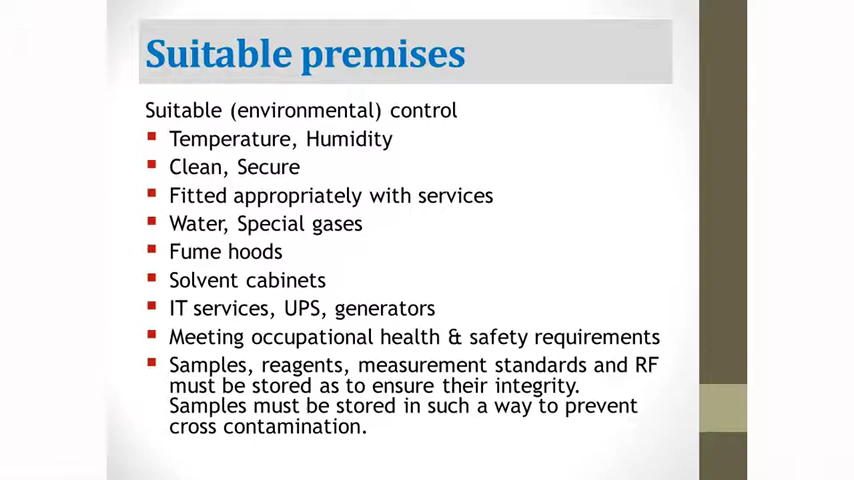 Suitable premises
Suitable (environmental) control
Temperature, Humidity
Clean, Secure
Fitted appropriately with services
Water, Special gases
Fume hoods
Solvent cabinets
IT services, UPS, generators
Meeting occupational health & safety requirements
Samples, reagents, measurement standards and RF
must be stored as to ensure their integrity.
Samples must be stored in such a way to prevent
cross contamination.